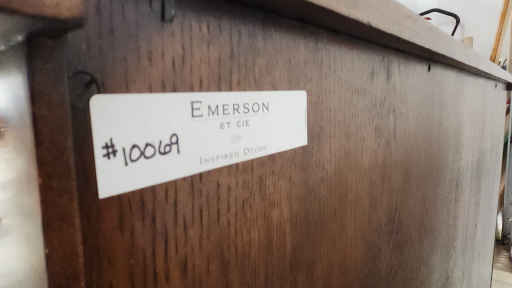 EMERSON
ET CIE
#10069
INSPIRED DÉCOR